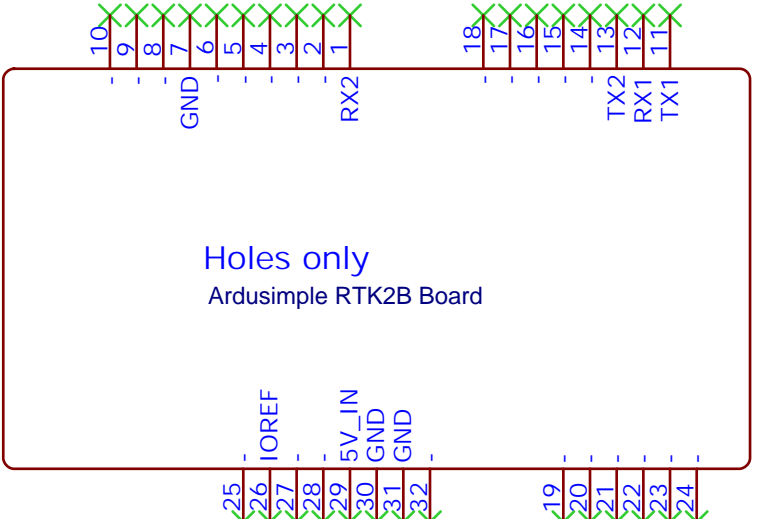 10 9 8 7 6 5 4 3 2 1 18 17 16 15 14 13 12 11
- - - GND - - - - - RX2 - - - - - TX2 RX1 TX1
Holes only
Ardusimple RTK2B Board
- IOREF - - 5V_IN GND GND - - - - - - -
25 26 27 28 29 30 31 32 19 20 21 22 23 24